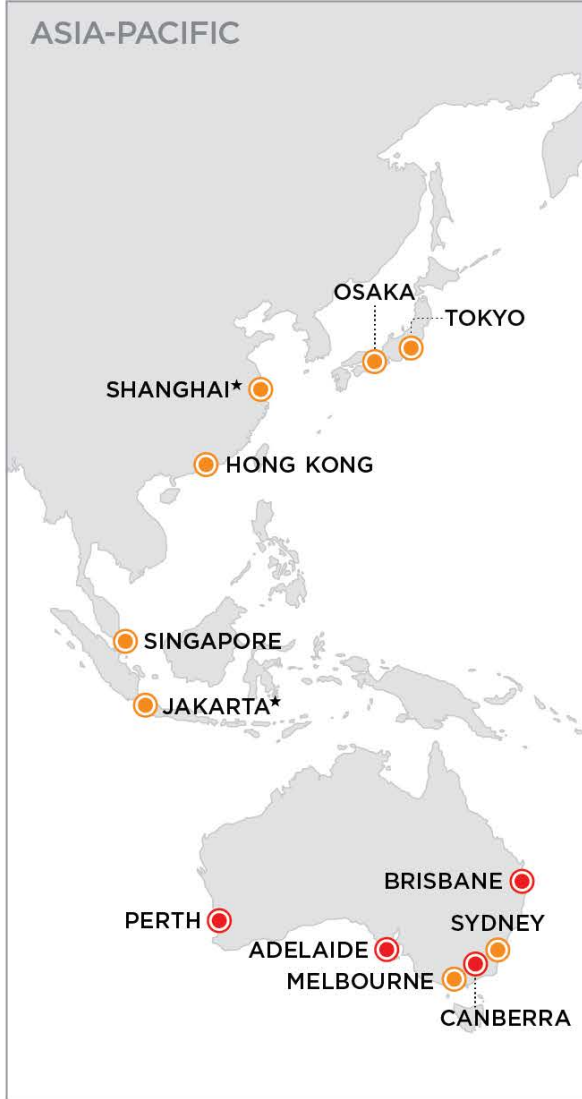 ASIA-PACIFIC
OSAKA
TOKYO
SHANGHAI★
HONG KONG
SINGAPORE
JAKARTA★
BRISBANE
PERTH
SYDNEY
ADELAIDE
MELBOURNE
CANBERRA